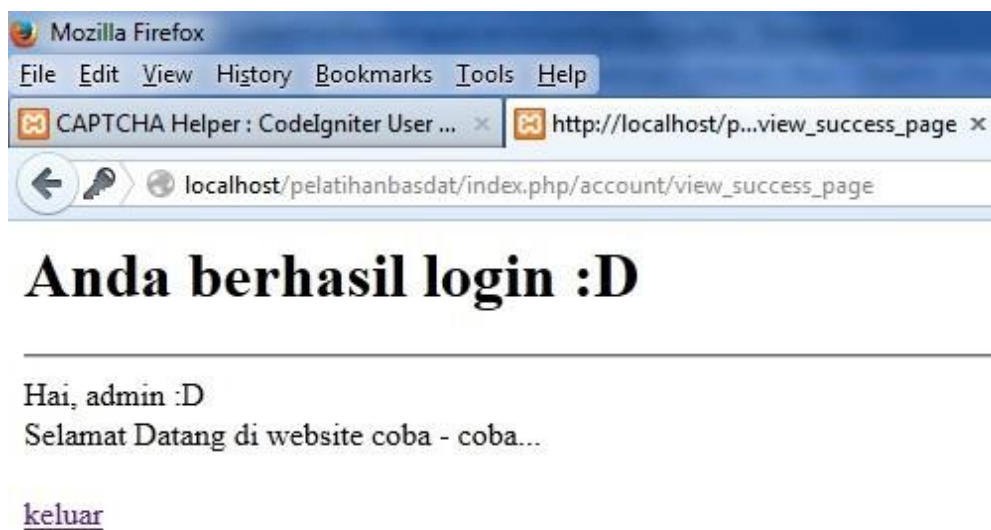 Mozilla Firefox
File Edit View History Bookmarks Tools Help
CAPTCHA Helper : CodeIgniter User ... http://localhost/p...view_success_page
localhost/pelatihanbasdat/index.php/account/view_success_page
Anda berhasil login :D
Hai, admin :D
Selamat Datang di website coba - coba...
keluar